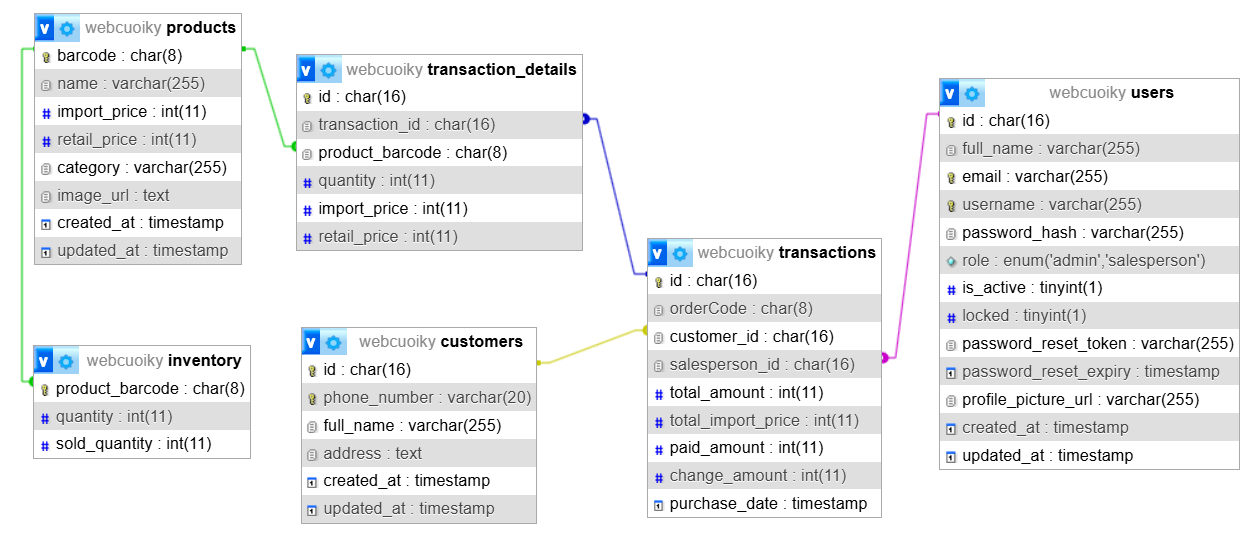 webcuoiky products
barcode : char(8)
name : varchar(255)
import_price : int(11)
retail_price : int(11)
category : varchar(255)
image_url : text
created_at : timestamp
updated_at : timestamp
webcuoiky inventory
product_barcode : char(8)
quantity : int(11)
sold_quantity : int(11)
webcuoiky transaction_details
id : char(16)
transaction_id : char(16)
product_barcode : char(8)
quantity : int(11)
import_price : int(11)
retail_price : int(11)
webcuoiky customers
id : char(16)
phone_number : varchar(20)
full_name : varchar(255)
address : text
created_at : timestamp
updated_at : timestamp
webcuoiky transactions
id : char(16)
orderCode : char(8)
customer_id : char(16)
salesperson_id : char(16)
total_amount : int(11)
total_import_price : int(11)
paid_amount : int(11)
change_amount : int(11)
purchase_date : timestamp
webcuoiky users
id : char(16)
full_name : varchar(255)
email : varchar(255)
username : varchar(255)
password_hash : varchar(255)
role : enum('admin','salesperson')
is_active : tinyint(1)
locked : tinyint(1)
password_reset_token : varchar(255)
password_reset_expiry : timestamp
profile_picture_url : varchar(255)
created_at : timestamp
updated_at : timestamp